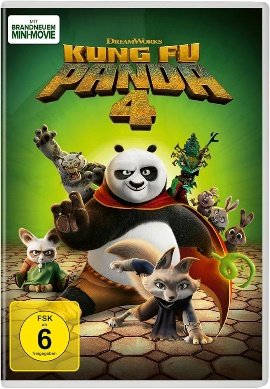 MIT
BRANDNEUEM
MINI-MOVIE
DREAMWORKS
KUNG FU
PANDA
4
FSK
ab
6
freigegeben